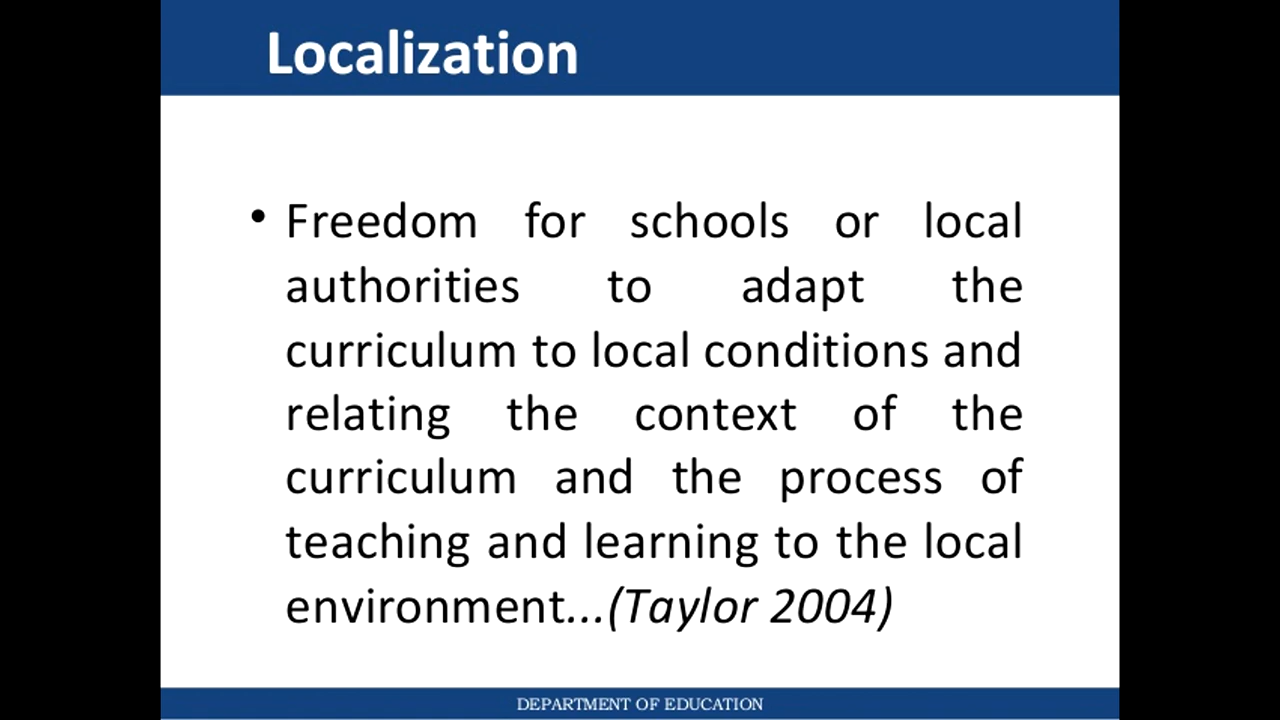 Localization
• Freedom for schools or local
authorities to adapt the
curriculum to local conditions and
relating the context of the
curriculum and the process of
teaching and learning to the local
environment...(Taylor 2004)
DEPARTMENT OF EDUCATION